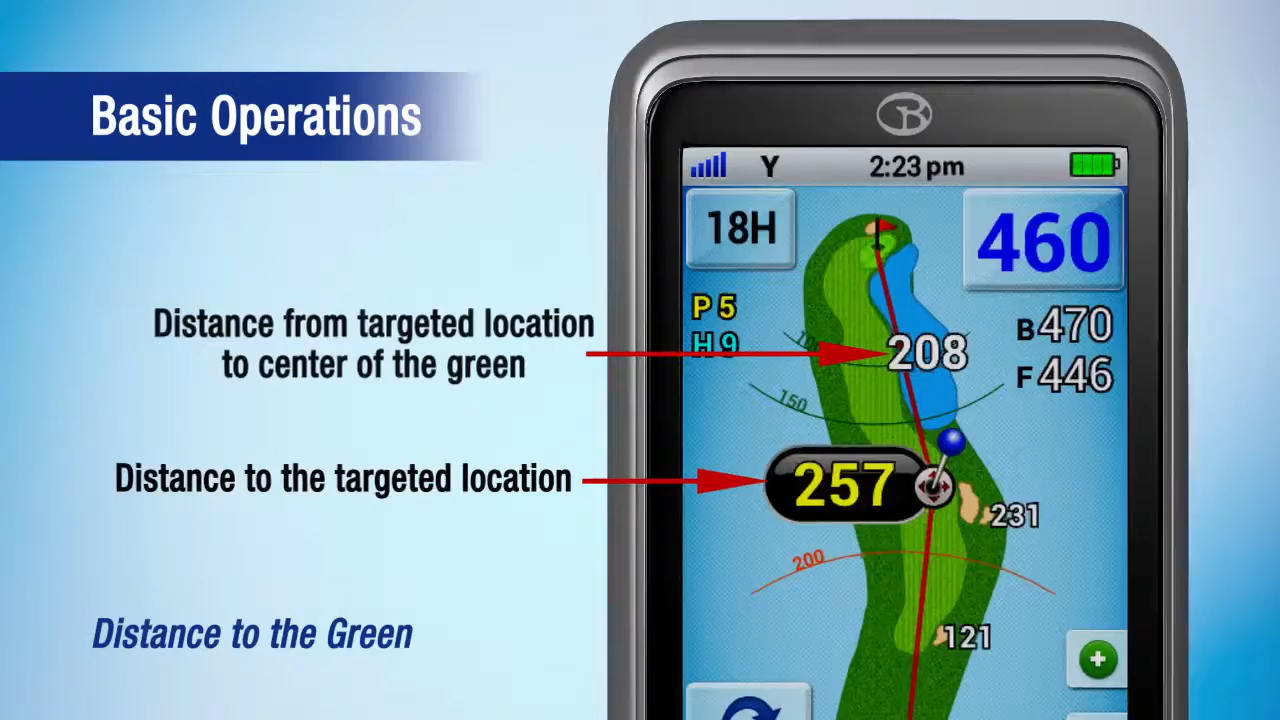 Basic Operations
Y
2:23 pm
18H
460
P 5
H 9
B 470
F 446
Distance from targeted location
to center of the green
100
208
150
Distance to the targeted location
257
231
200
Distance to the Green
121
+